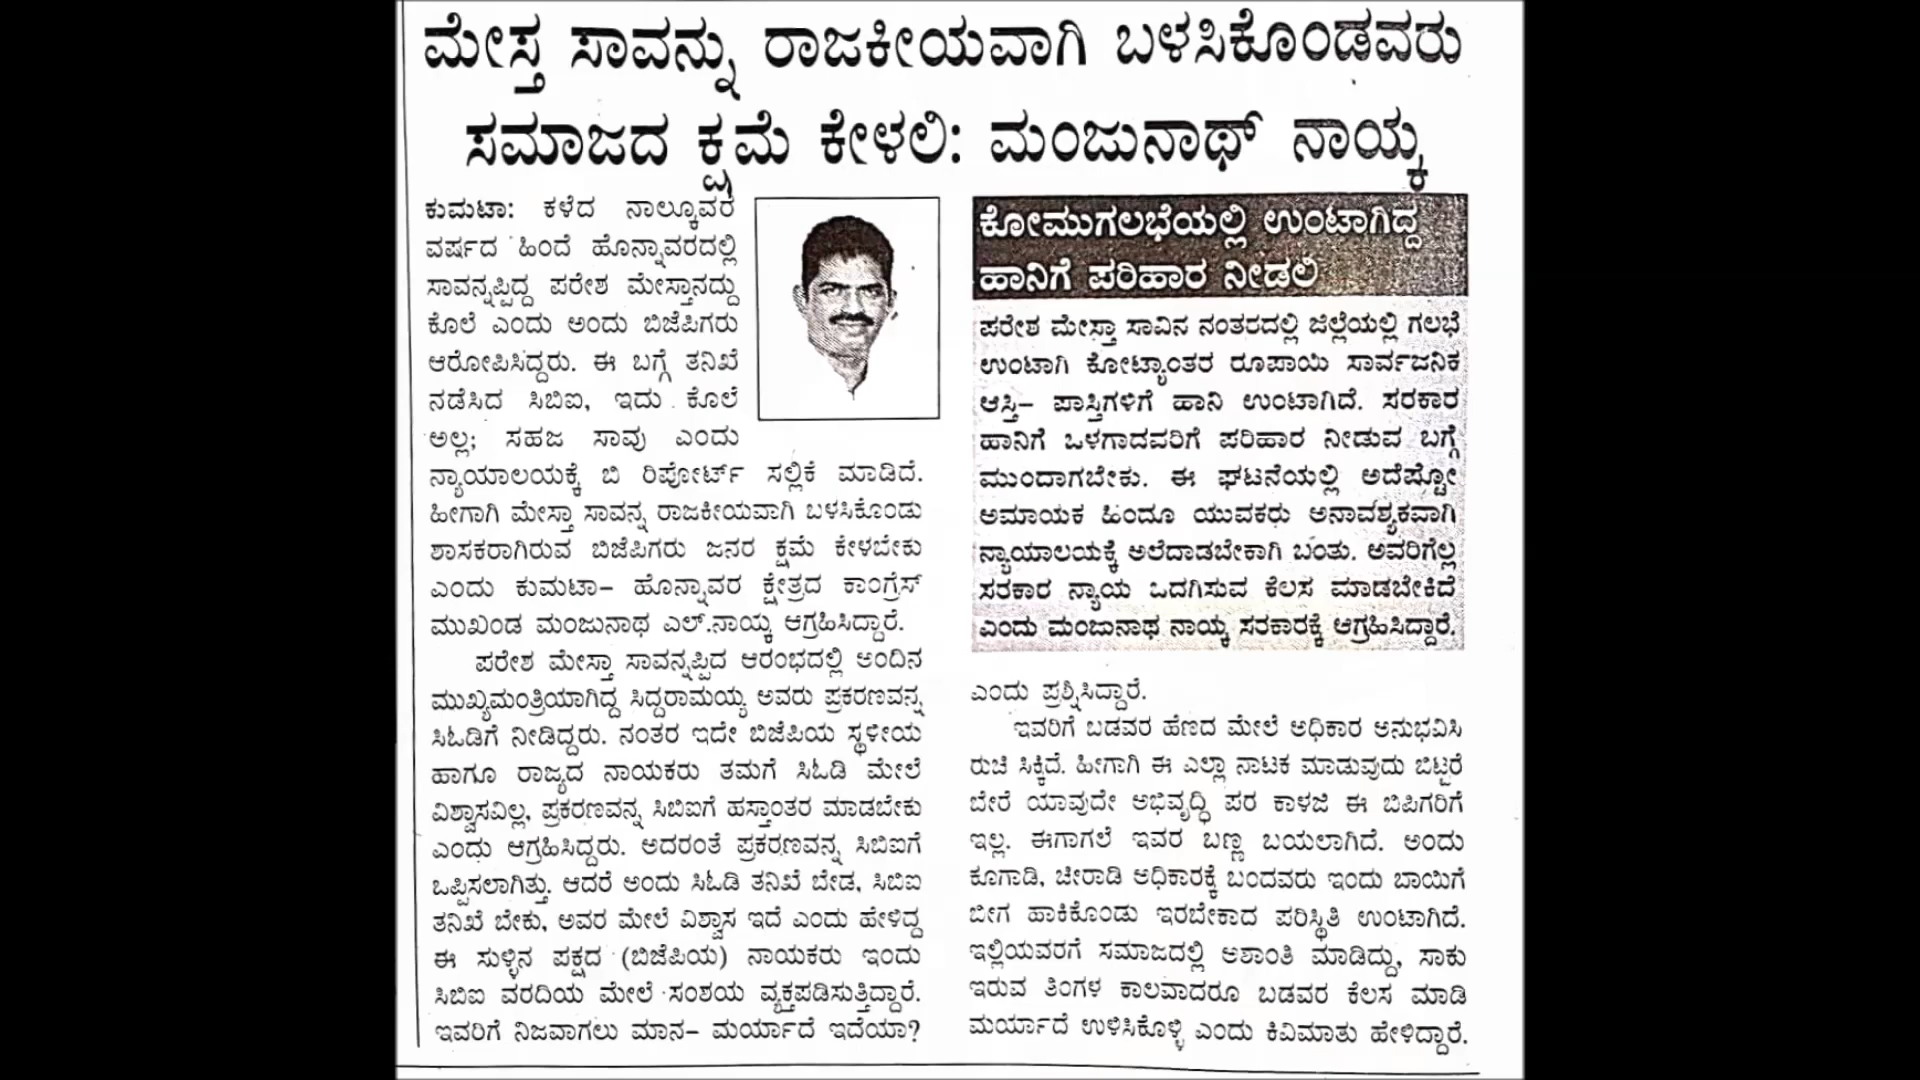 ಮೇಸ್ತ ಸಾವನ್ನು ರಾಜಕೀಯವಾಗಿ ಬಳಸಿಕೊಂಡವರು
ಸಮಾಜದ ಕ್ಷಮೆ ಕೇಳಲಿ: ಮಂಜುನಾಥ್ ನಾಯ್ಕ
ಕುಮಟಾ: ಕಳೆದ ನಾಲ್ಕೂವರೆ
ವರ್ಷದ ಹಿಂದೆ ಹೊನ್ನಾವರದಲ್ಲಿ
ಸಾವನ್ನಪ್ಪಿದ್ದ ಪರೇಶ ಮೇಸ್ತಾನದ್ದು
ಕೊಲೆ ಎಂದು ಅಂದು ಬಿಜೆಪಿಗರು
ಆರೋಪಿಸಿದ್ದರು. ಈ ಬಗ್ಗೆ ತನಿಖೆ
ನಡೆಸಿದ ಸಿಬಿಐ, ಇದು ಕೊಲೆ
ಅಲ್ಲ; ಸಹಜ ಸಾವು ಎಂದು
ನ್ಯಾಯಾಲಯಕ್ಕೆ ಬಿ ರಿಪೋರ್ಟ್ ಸಲ್ಲಿಕೆ ಮಾಡಿದೆ.
ಹೀಗಾಗಿ ಮೇಸ್ತಾ ಸಾವನ್ನ ರಾಜಕೀಯವಾಗಿ ಬಳಸಿಕೊಂಡು
ಶಾಸಕರಾಗಿರುವ ಬಿಜೆಪಿಗರು ಜನರ ಕ್ಷಮೆ ಕೇಳಬೇಕು
ಎಂದು ಕುಮಟಾ– ಹೊನ್ನಾವರ ಕ್ಷೇತ್ರದ ಕಾಂಗ್ರೆಸ್
ಮುಖಂಡ ಮಂಜುನಾಥ ಎಲ್.ನಾಯ್ಕ ಆಗ್ರಹಿಸಿದ್ದಾರೆ.
ಪರೇಶ ಮೇಸ್ತಾ ಸಾವನ್ನಪ್ಪಿದ ಆರಂಭದಲ್ಲಿ ಅಂದಿನ
ಮುಖ್ಯಮಂತ್ರಿಯಾಗಿದ್ದ ಸಿದ್ದರಾಮಯ್ಯ ಅವರು ಪ್ರಕರಣವನ್ನ
ಸಿಓಡಿಗೆ ನೀಡಿದ್ದರು. ನಂತರ ಇದೇ ಬಿಜೆಪಿಯ ಸ್ಥಳೀಯ
ಹಾಗೂ ರಾಜ್ಯದ ನಾಯಕರು ತಮಗೆ ಸಿಓಡಿ ಮೇಲೆ
ವಿಶ್ವಾಸವಿಲ್ಲ, ಪ್ರಕರಣವನ್ನ ಸಿಬಿಐಗೆ ಹಸ್ತಾಂತರ ಮಾಡಬೇಕು
ಎಂದು ಆಗ್ರಹಿಸಿದ್ದರು. ಅದರಂತೆ ಪ್ರಕರಣವನ್ನ ಸಿಬಿಐಗೆ
ಒಪ್ಪಿಸಲಾಗಿತ್ತು. ಆದರೆ ಅಂದು ಸಿಓಡಿ ತನಿಖೆ ಬೇಡ, ಸಿಬಿಐ
ತನಿಖೆ ಬೇಕು, ಅವರ ಮೇಲೆ ವಿಶ್ವಾಸ ಇದೆ ಎಂದು ಹೇಳಿದ್ದ
ಈ ಸುಳ್ಳಿನ ಪಕ್ಷದ (ಬಿಜೆಪಿಯ) ನಾಯಕರು ಇಂದು
ಸಿಬಿಐ ವರದಿಯ ಮೇಲೆ ಸಂಶಯ ವ್ಯಕ್ತಪಡಿಸುತ್ತಿದ್ದಾರೆ.
ಇವರಿಗೆ ನಿಜವಾಗಲು ಮಾನ– ಮರ್ಯಾದೆ ಇದೆಯಾ?
ಕೋಮುಗಲಭೆಯಲ್ಲಿ ಉಂಟಾಗಿದ್ದ
ಹಾನಿಗೆ ಪರಿಹಾರ ನೀಡಲಿ
ಪರೇಶ ಮೇಸ್ತಾ ಸಾವಿನ ನಂತರದಲ್ಲಿ ಜಿಲ್ಲೆಯಲ್ಲಿ ಗಲಭೆ
ಉಂಟಾಗಿ ಕೋಟ್ಯಾಂತರ ರೂಪಾಯಿ ಸಾರ್ವಜನಿಕ
ಆಸ್ತಿ– ಪಾಸ್ತಿಗಳಿಗೆ ಹಾನಿ ಉಂಟಾಗಿದೆ. ಸರಕಾರ
ಹಾನಿಗೆ ಒಳಗಾದವರಿಗೆ ಪರಿಹಾರ ನೀಡುವ ಬಗ್ಗೆ
ಮುಂದಾಗಬೇಕು. ಈ ಘಟನೆಯಲ್ಲಿ ಅದೆಷ್ಟೋ
ಅಮಾಯಕ ಹಿಂದೂ ಯುವಕರು ಅನಾವಶ್ಯಕವಾಗಿ
ನ್ಯಾಯಾಲಯಕ್ಕೆ ಅಲೆದಾಡಬೇಕಾಗಿ ಬಂತು. ಅವರಿಗೆಲ್ಲ
ಸರಕಾರ ನ್ಯಾಯ ಒದಗಿಸುವ ಕೆಲಸ ಮಾಡಬೇಕಿದೆ
ಎಂದು ಮಂಜುನಾಥ ನಾಯ್ಕ ಸರಕಾರಕ್ಕೆ ಆಗ್ರಹಿಸಿದ್ದಾರೆ.
ಎಂದು ಪ್ರಶ್ನಿಸಿದ್ದಾರೆ.
ಇವರಿಗೆ ಬಡವರ ಹೆಣದ ಮೇಲೆ ಅಧಿಕಾರ ಅನುಭವಿಸಿ
ರುಚಿ ಸಿಕ್ಕಿದೆ. ಹೀಗಾಗಿ ಈ ಎಲ್ಲಾ ನಾಟಕ ಮಾಡುವುದು ಬಿಟ್ಟರೆ
ಬೇರೆ ಯಾವುದೇ ಅಭಿವೃದ್ಧಿ ಪರ ಕಾಳಜಿ ಈ ಬಿಪಿಗರಿಗೆ
ಇಲ್ಲ. ಈಗಾಗಲೆ ಇವರ ಬಣ್ಣ ಬಯಲಾಗಿದೆ. ಅಂದು
ಕೂಗಾಡಿ, ಚೀರಾಡಿ ಅಧಿಕಾರಕ್ಕೆ ಬಂದವರು ಇಂದು ಬಾಯಿಗೆ
ಬೀಗ ಹಾಕಿಕೊಂಡು ಇರಬೇಕಾದ ಪರಿಸ್ಥಿತಿ ಉಂಟಾಗಿದೆ.
ಇಲ್ಲಿಯವರಗೆ ಸಮಾಜದಲ್ಲಿ ಅಶಾಂತಿ ಮಾಡಿದ್ದು, ಸಾಕು
ಇರುವ ತಿಂಗಳ ಕಾಲವಾದರೂ ಬಡವರ ಕೆಲಸ ಮಾಡಿ
ಮರ್ಯಾದೆ ಉಳಿಸಿಕೊಳ್ಳಿ ಎಂದು ಕಿವಿಮಾತು ಹೇಳಿದ್ದಾರೆ.